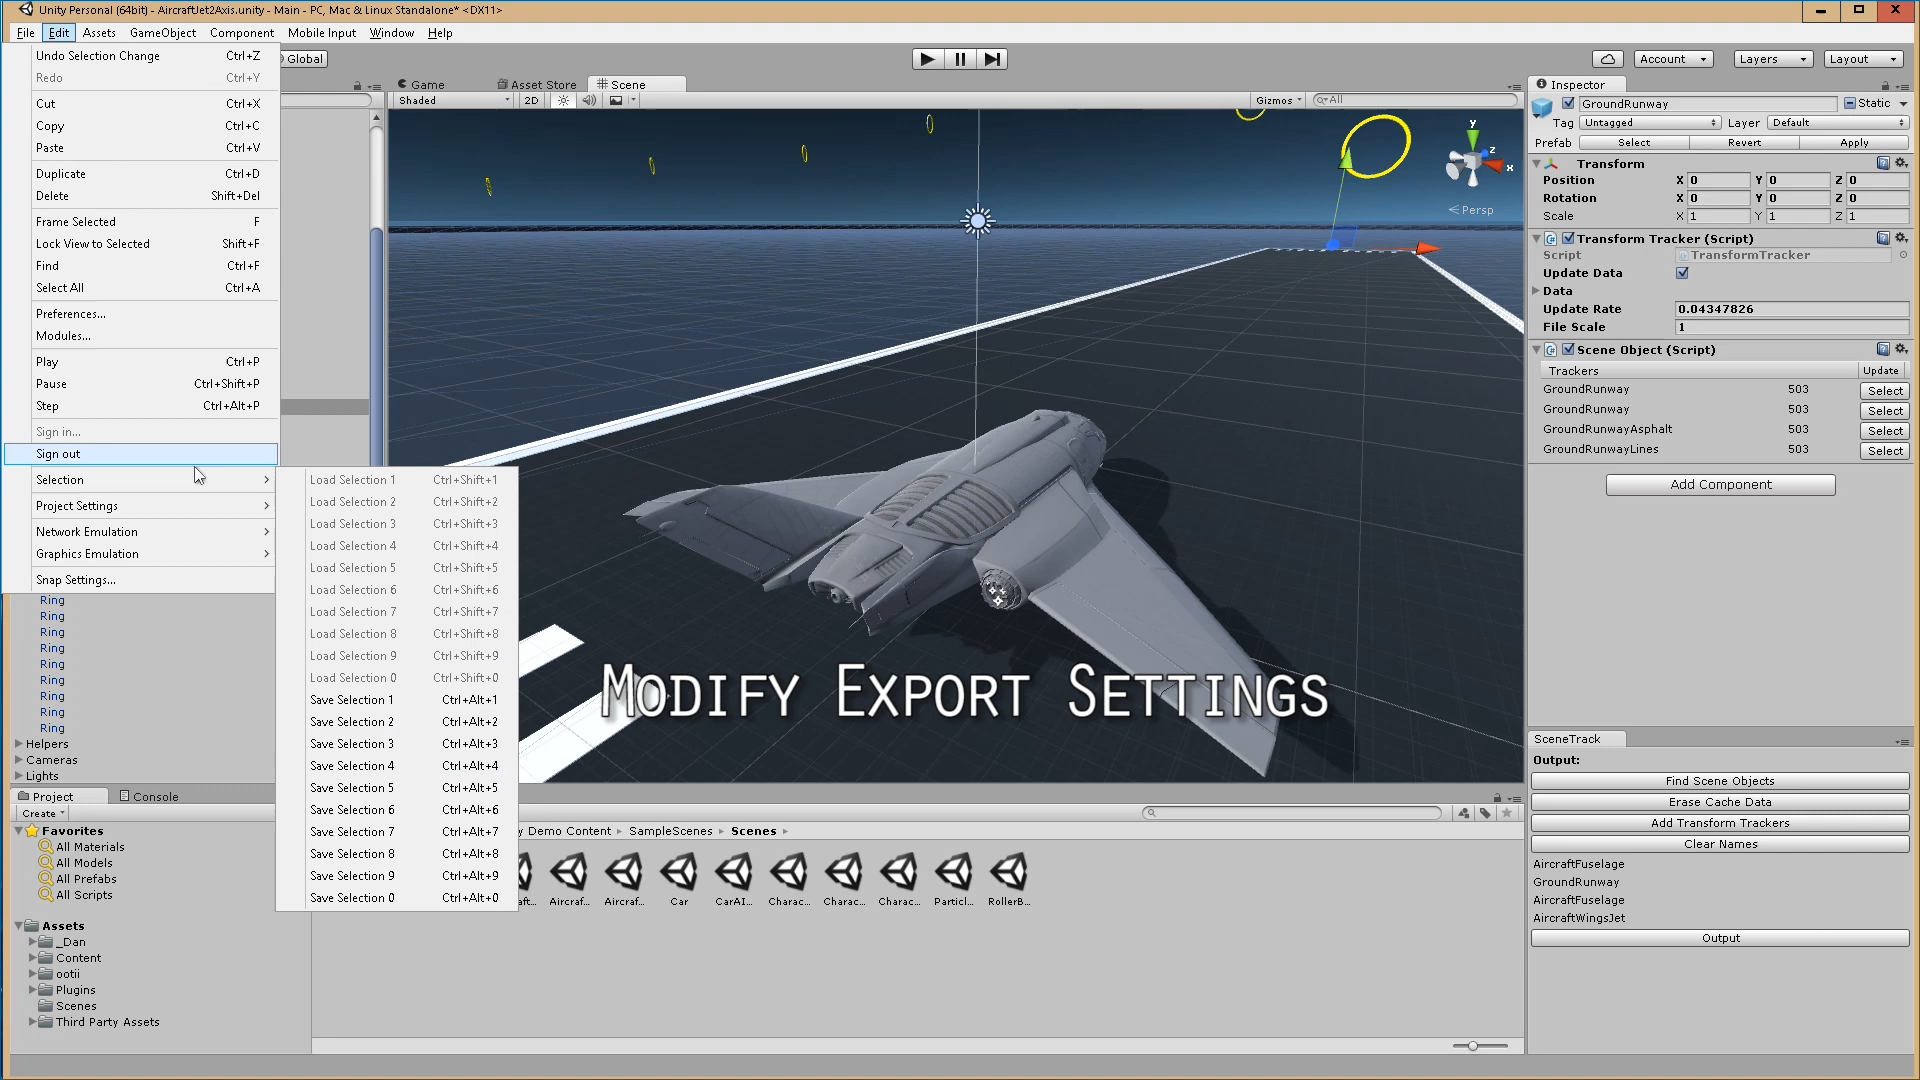 Unity Personal (64bit) - AircraftJet2Axis.unity - Main - PC, Mac & Linux Standalone* <DX11>
File Edit Assets GameObject Component Mobile Input Window Help
Undo Selection Change Ctrl+Z
Redo Ctrl+Y
Cut Ctrl+X
Copy Ctrl+C
Paste Ctrl+V
Duplicate Ctrl+D
Delete Shift+Del
Frame Selected F
Lock View to Selected Shift+F
Find Ctrl+F
Select All Ctrl+A
Preferences...
Modules...
Play Ctrl+P
Pause Ctrl+Shift+P
Step Ctrl+Alt+P
Sign in...
Sign out
Selection
Project Settings
Network Emulation
Graphics Emulation
Snap Settings...
Load Selection 1 Ctrl+Shift+1
Load Selection 2 Ctrl+Shift+2
Load Selection 3 Ctrl+Shift+3
Load Selection 4 Ctrl+Shift+4
Load Selection 5 Ctrl+Shift+5
Load Selection 6 Ctrl+Shift+6
Load Selection 7 Ctrl+Shift+7
Load Selection 8 Ctrl+Shift+8
Load Selection 9 Ctrl+Shift+9
Load Selection 0 Ctrl+Shift+0
Save Selection 1 Ctrl+Alt+1
Save Selection 2 Ctrl+Alt+2
Save Selection 3 Ctrl+Alt+3
Save Selection 4 Ctrl+Alt+4
Save Selection 5 Ctrl+Alt+5
Save Selection 6 Ctrl+Alt+6
Save Selection 7 Ctrl+Alt+7
Save Selection 8 Ctrl+Alt+8
Save Selection 9 Ctrl+Alt+9
Save Selection 0 Ctrl+Alt+0
Global
Account Layers Layout
Game Asset Store Scene
Shaded 2D Gizmos All
y z x
Persp
Modify Export Settings
Ring
Ring
Ring
Ring
Ring
Ring
Ring
Ring
Ring
Helpers
Cameras
Lights
Project Console
Create
Favorites
All Materials
All Models
All Prefabs
All Scripts
Assets
_Dan
Content
ootii
Plugins
Scenes
Third Party Assets
y Demo Content SampleScenes Scenes
Aircraf... Aircraf... Car CarAI... Charac... Charac... Charac... Particl... RollerB...
Inspector
GroundRunway Static
Tag Untagged Layer Default
Prefab Select Revert Apply
Transform
Position X 0 Y 0 Z 0
Rotation X 0 Y 0 Z 0
Scale X 1 Y 1 Z 1
Transform Tracker (Script)
Script TransformTracker
Update Data
Data
Update Rate 0.04347826
File Scale 1
Scene Object (Script)
Trackers Update
GroundRunway 503 Select
GroundRunway 503 Select
GroundRunwayAsphalt 503 Select
GroundRunwayLines 503 Select
Add Component
SceneTrack
Output:
Find Scene Objects
Erase Cache Data
Add Transform Trackers
Clear Names
AircraftFuselage
GroundRunway
AircraftFuselage
AircraftWingsJet
Output